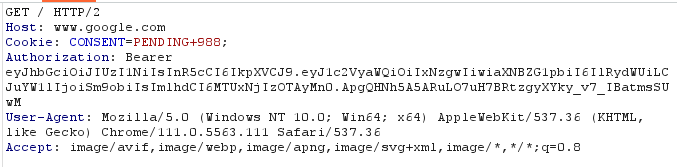 GET / HTTP/2
Host: www.google.com
Cookie: CONSENT=PENDING+988;
Authorization: Bearer
eyJhbGciOiJIUzI1NiIsInR5cCI6IkpXVCJ9.eyJ1c2VyaWQiOiIxNzgwIiwiaXNBZG1pbiI6IlRydWUiLC
JuYW1lIjoiSm9obiIsImlhdCI6MTUxNjIzOTAyMn0.ApgQHNh5A5ARuLO7uH7BRtzgyXYky_v7_IBatmsSU
wM
User-Agent: Mozilla/5.0 (Windows NT 10.0; Win64; x64) AppleWebKit/537.36 (KHTML,
like Gecko) Chrome/111.0.5563.111 Safari/537.36
Accept: image/avif,image/webp,image/apng,image/svg+xml,image/*,*/*;q=0.8